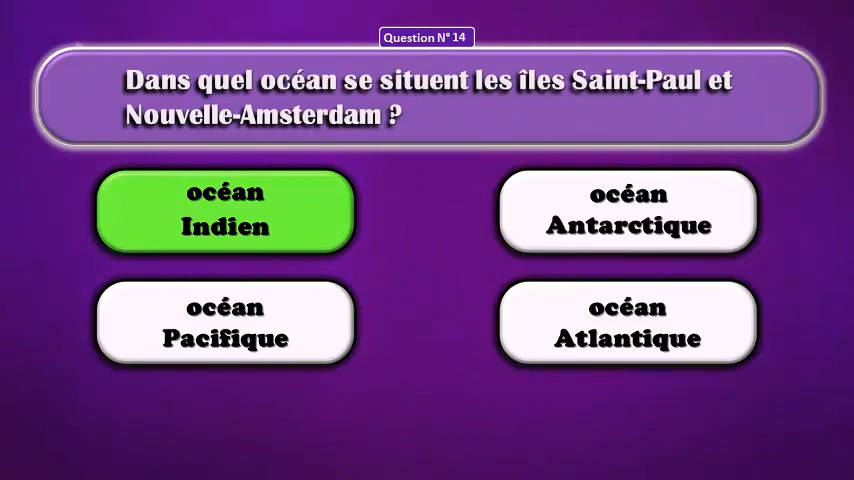 Question N° 14
Dans quel océan se situent les îles Saint-Paul et
Nouvelle-Amsterdam ?
océan
Indien
océan
Antarctique
océan
Pacifique
océan
Atlantique